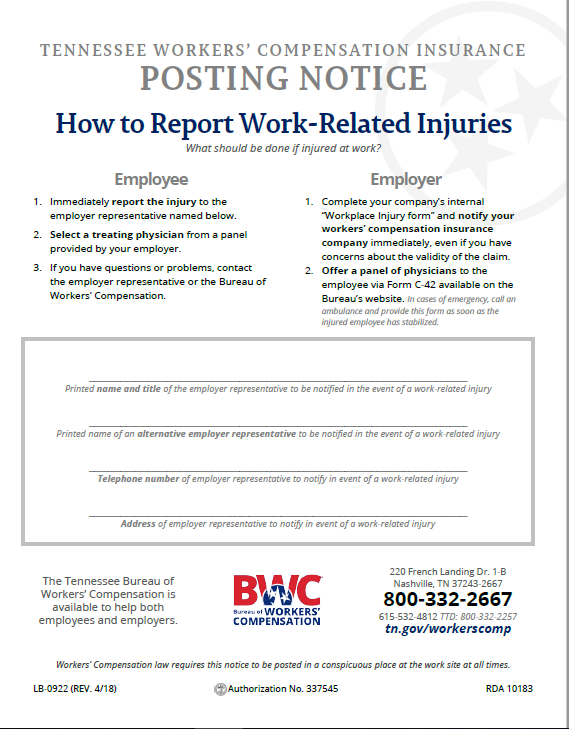 TENNESSEE WORKERS' COMPENSATION INSURANCE
POSTING NOTICE
How to Report Work-Related Injuries
What should be done if injured at work?
Employee
1. Immediately report the injury to the
employer representative named below.
2. Select a treating physician from a panel
provided by your employer.
3. If you have questions or problems, contact
the employer representative or the Bureau of
Workers' Compensation.
Employer
1. Complete your company's internal
"Workplace Injury form" and notify your
workers' compensation insurance
company immediately, even if you have
concerns about the validity of the claim.
2. Offer a panel of physicians to the
employee via Form C-42 available on the
Bureau's website. In cases of emergency, call an
ambulance and provide this form as soon as the
injured employee has stabilized.
Printed name and title of the employer representative to be notified in the event of a work-related injury
Printed name of an alternative employer representative to be notified in the event of a work-related injury
Telephone number of employer representative to notify in event of a work-related injury
Address of employer representative to notify in event of a work-related injury
The Tennessee Bureau of
Workers' Compensation is
available to help both
employees and employers.
BWC
Bureau of WORKERS'
COMPENSATION
220 French Landing Dr. 1-B
Nashville, TN 37243-2667
800-332-2667
615-532-4812 TTD: 800-332-2257
tn.gov/workerscomp
Workers' Compensation law requires this notice to be posted in a conspicuous place at the work site at all times.
LB-0922 (REV. 4/18)
Authorization No. 337545
RDA 10183